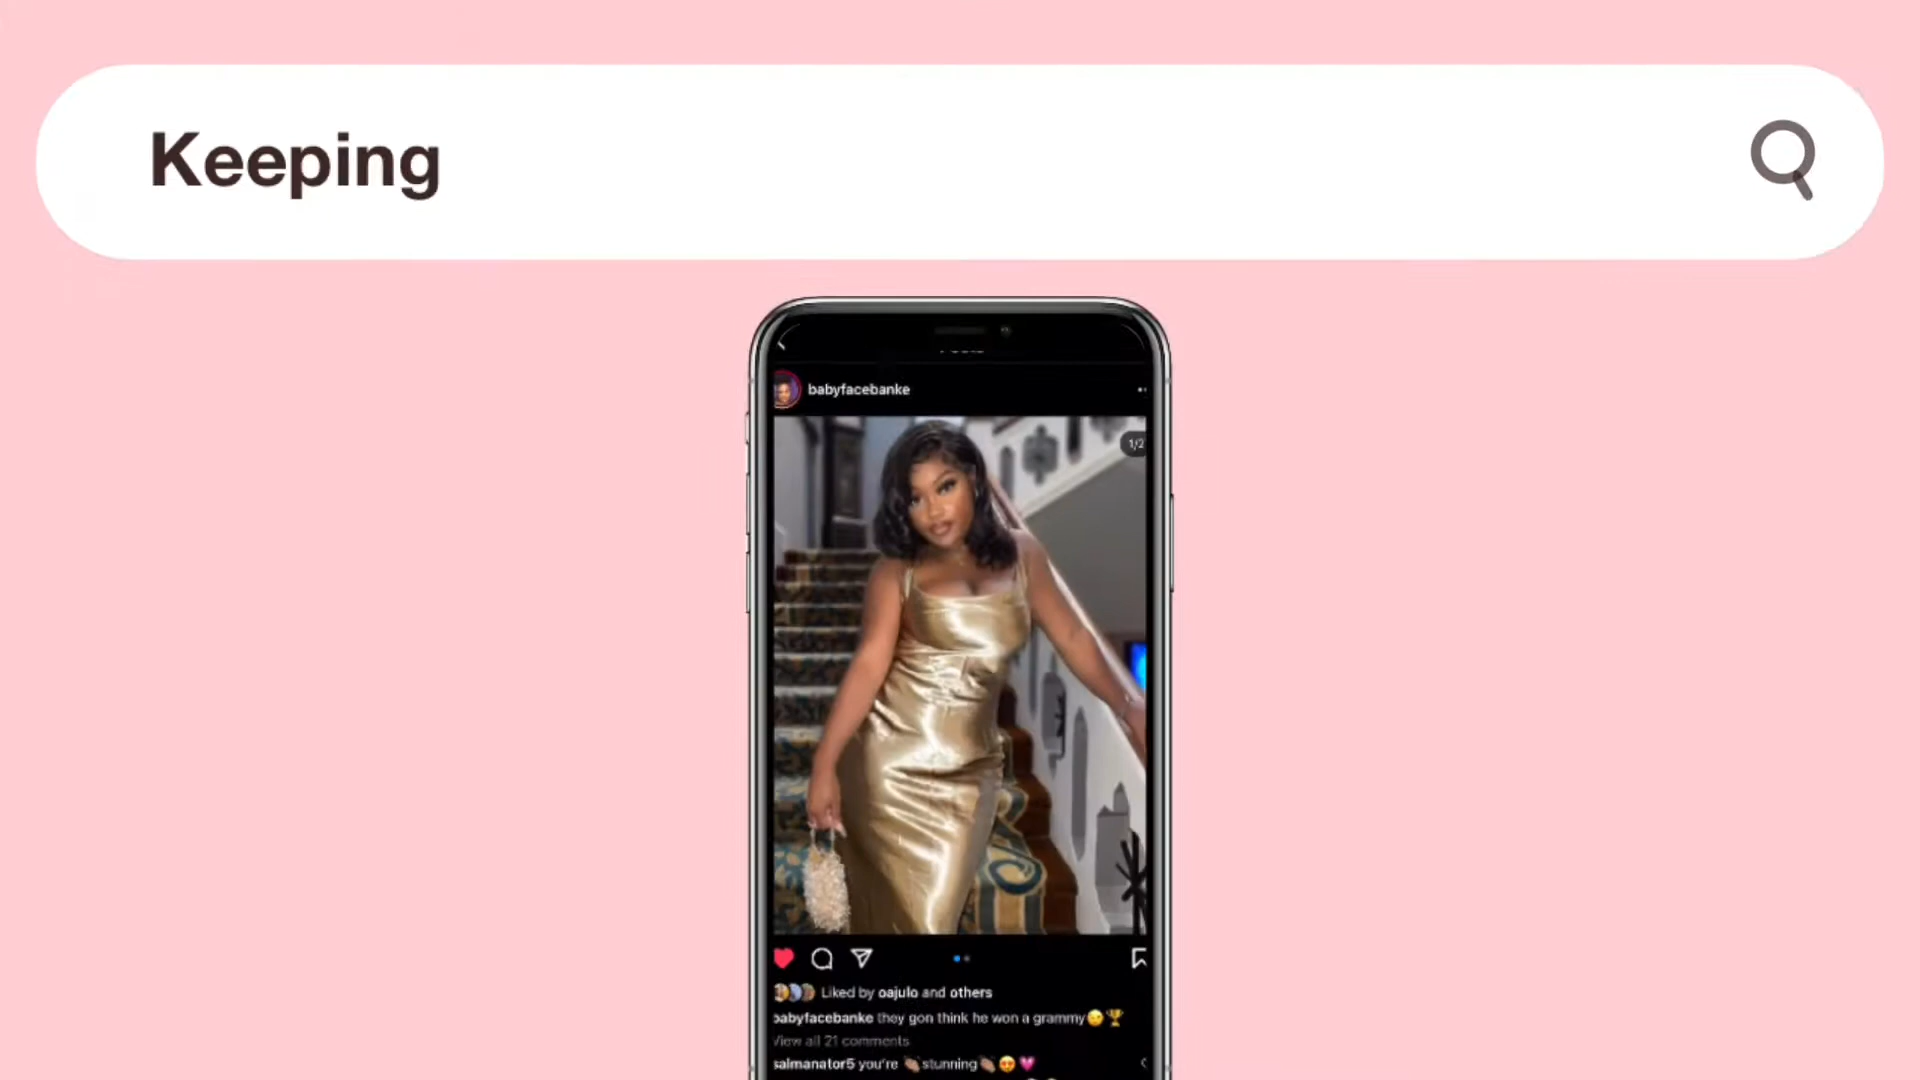 Keeping
babyfacebanke
1/2
Liked by oajulo and others
babyfacebanke they gon think he won a grammy🤨🏆
View all 21 comments
salmanator5 you're 👏🏾stunning👏🏾😍💗